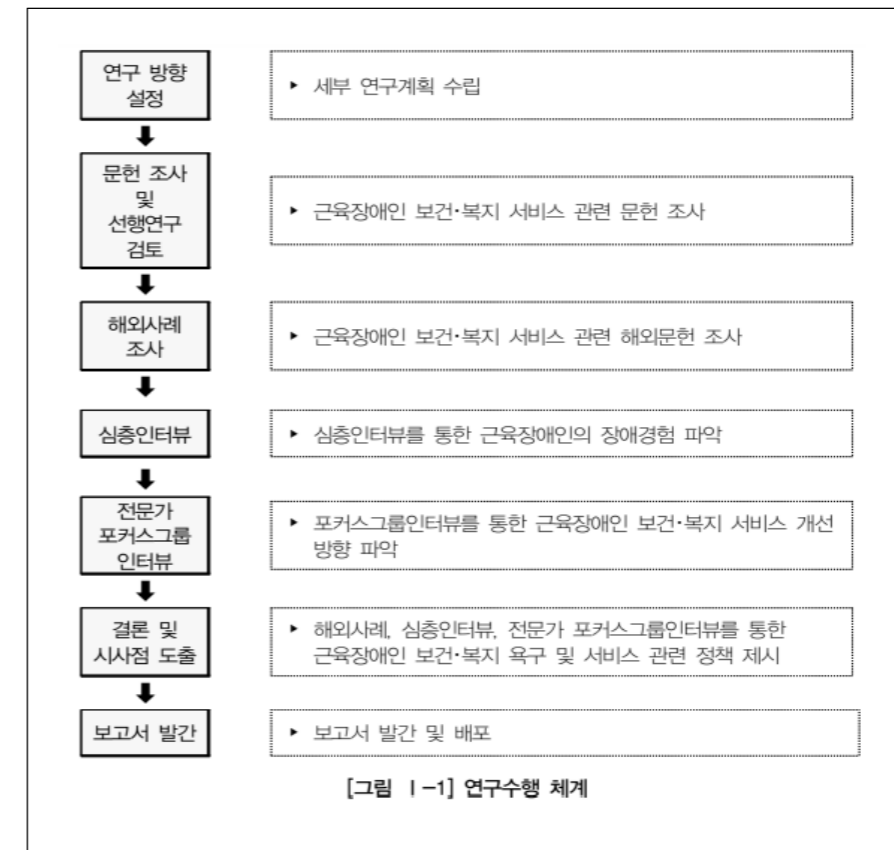 연구 방향
설정
‣ 세부 연구계획 수립
문헌 조사
및
선행연구
검토
‣ 근육장애인 보건·복지 서비스 관련 문헌 조사
해외사례
조사
‣ 근육장애인 보건·복지 서비스 관련 해외문헌 조사
심층인터뷰
‣ 심층인터뷰를 통한 근육장애인의 장애경험 파악
전문가
포커스그룹
인터뷰
‣ 포커스그룹인터뷰를 통한 근육장애인 보건·복지 서비스 개선
방향 파악
결론 및
시사점 도출
‣ 해외사례, 심층인터뷰, 전문가 포커스그룹인터뷰를 통한
근육장애인 보건·복지 욕구 및 서비스 관련 정책 제시
보고서 발간
‣ 보고서 발간 및 배포
[그림 Ⅰ-1] 연구수행 체계